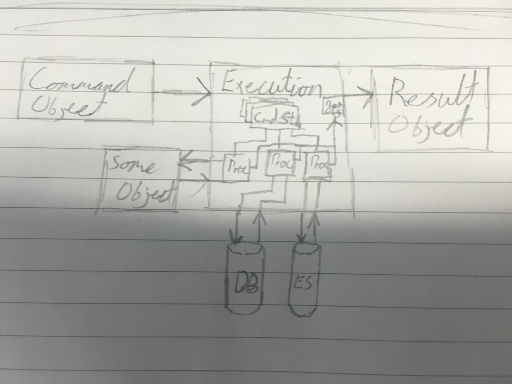 Command
Object
Execution
Result
Object
Cmd St
Res
Some
Object
Proc
Proc
Proc
DB
ES